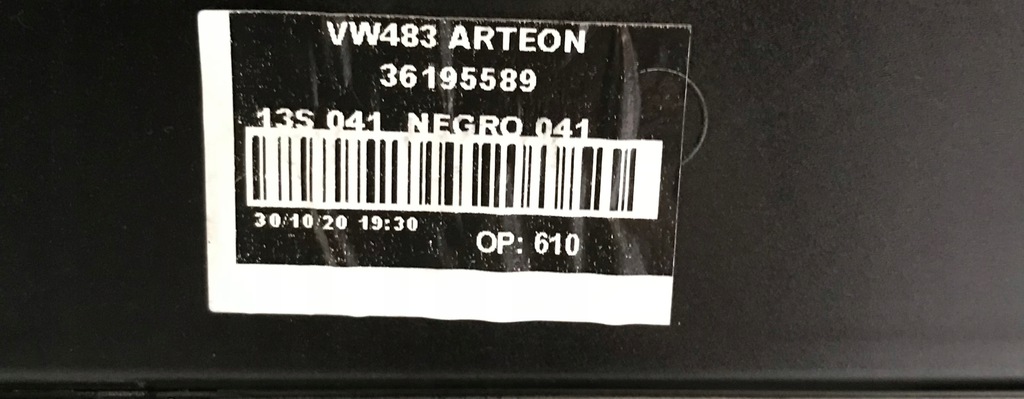 VW483 ARTEON
36195589
13S 041 NEGRO 041
30/10/20 19:30
OP: 610